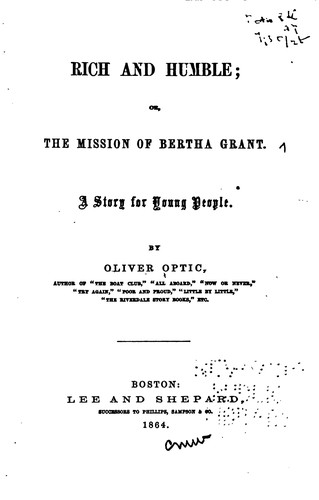 RICH AND HUMBLE;
OR,
THE MISSION OF BERTHA GRANT.
A Story for Young People.
BY
OLIVER OPTIC,
AUTHOR OF "THE BOAT CLUB," "ALL ABOARD," "NOW OR NEVER,"
"TRY AGAIN," "POOR AND PROUD," "LITTLE BY LITTLE,"
"THE RIVERDALE STORY BOOKS," ETC.
BOSTON:
LEE AND SHEPARD,
SUCCESSORS TO PHILLIPS, SAMPSON & CO.
1864.